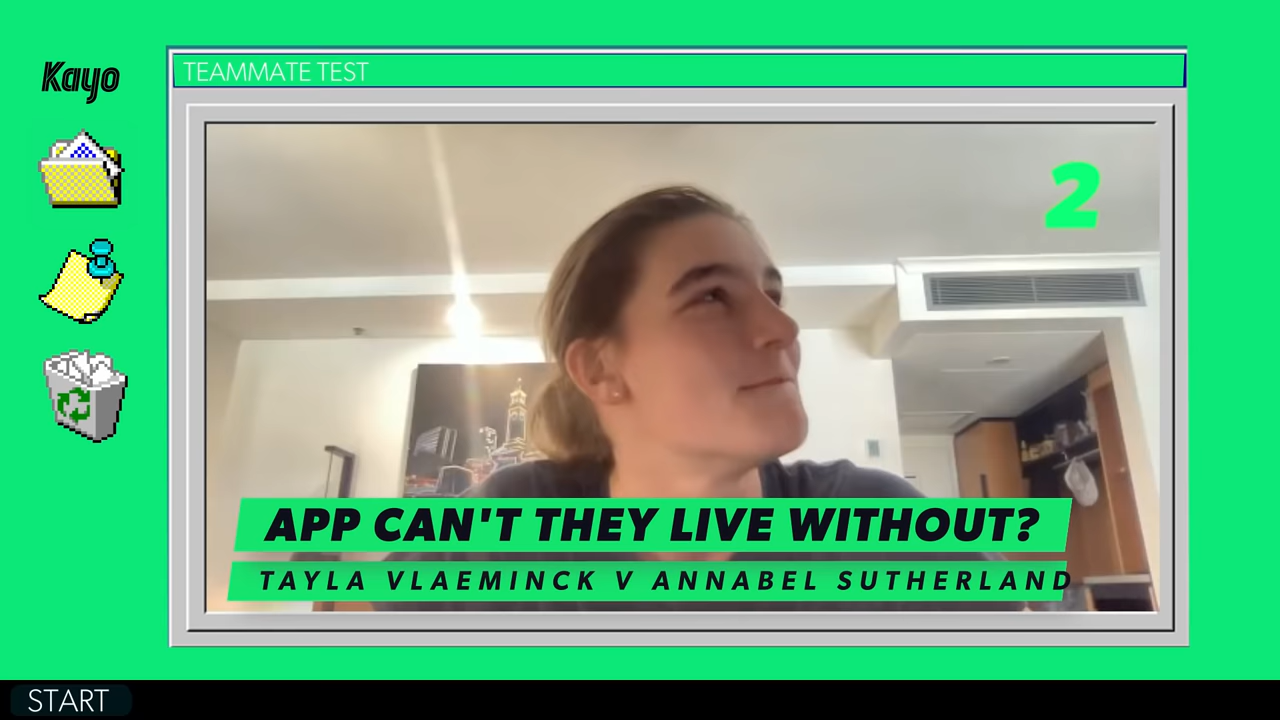 Kayo
TEAMMATE TEST
2
APP CAN'T THEY LIVE WITHOUT?
TAYLA VLAEMINCK V ANNABEL SUTHERLAND
START